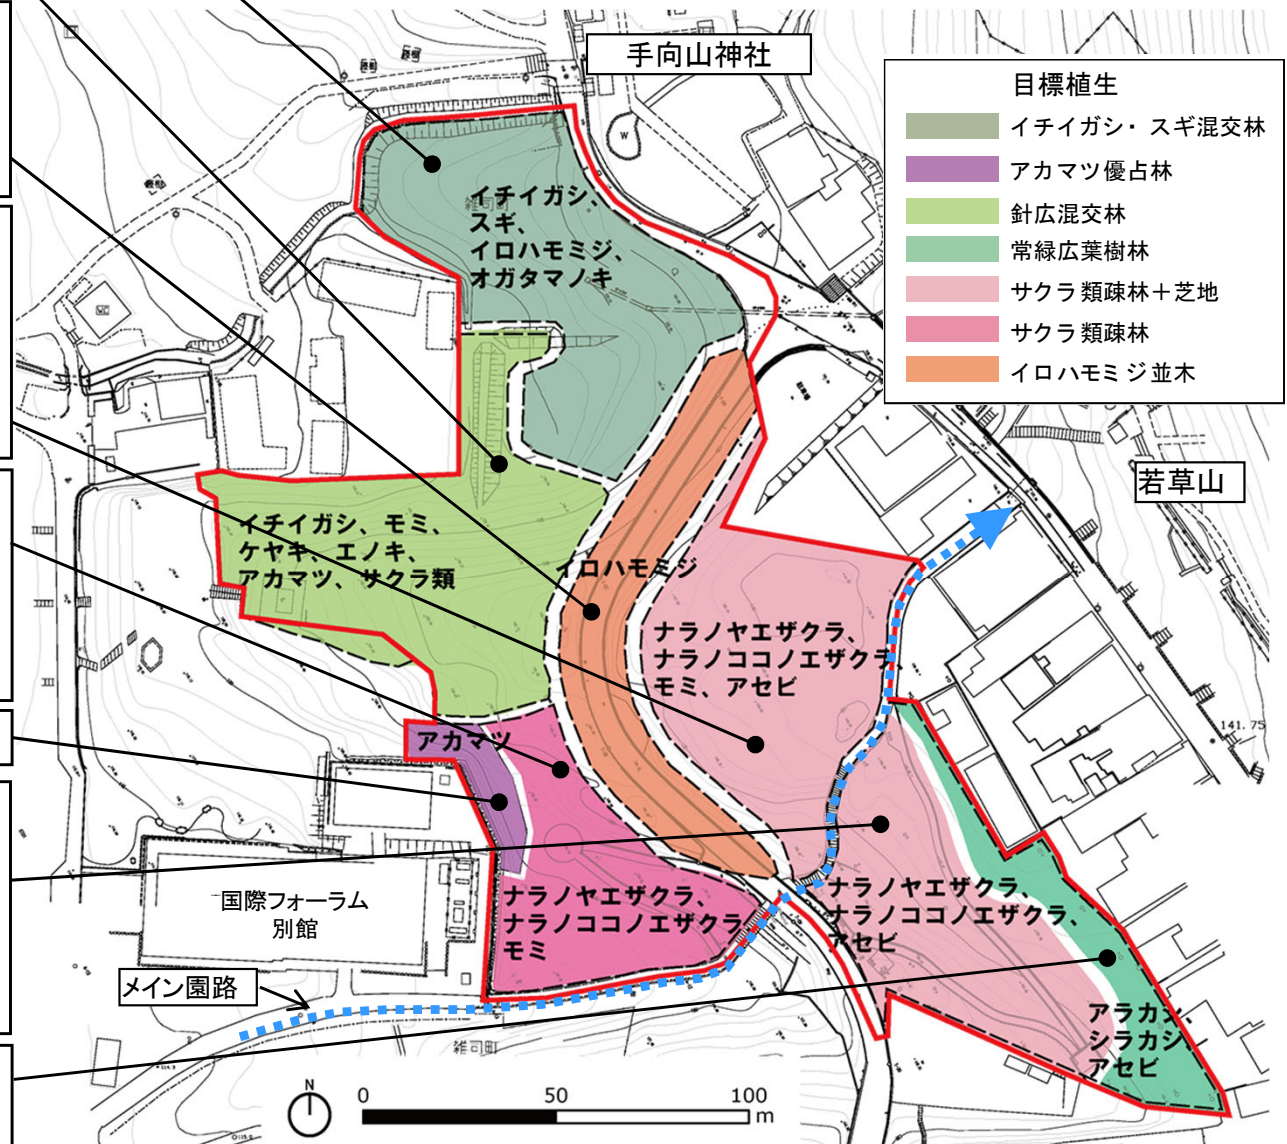 手向山神社
目標植生
イチイガシ・スギ混交林
アカマツ優占林
針広混交林
常緑広葉樹林
サクラ類疎林＋芝地
サクラ類疎林
イロハモミジ並木
W
雑司町
イチイガシ、
スギ、
イロハモミジ、
オガタマノキ
WC
若草山
イチイガシ、モミ、
ケヤキ、エノキ、
アカマツ、サクラ類
イロハモミジ
ナラノヤエザクラ、
ナラノココノエザクラ、
モミ、アセビ
141.75
アカマツ
国際フォーラム
別館
ナラノヤエザクラ、
ナラノココノエザクラ、
モミ
ナラノヤエザクラ、
ナラノココノエザクラ、
アセビ
メイン園路
アラカシ、
シラカシ、
アセビ
雑司町
N
0 50 100
m